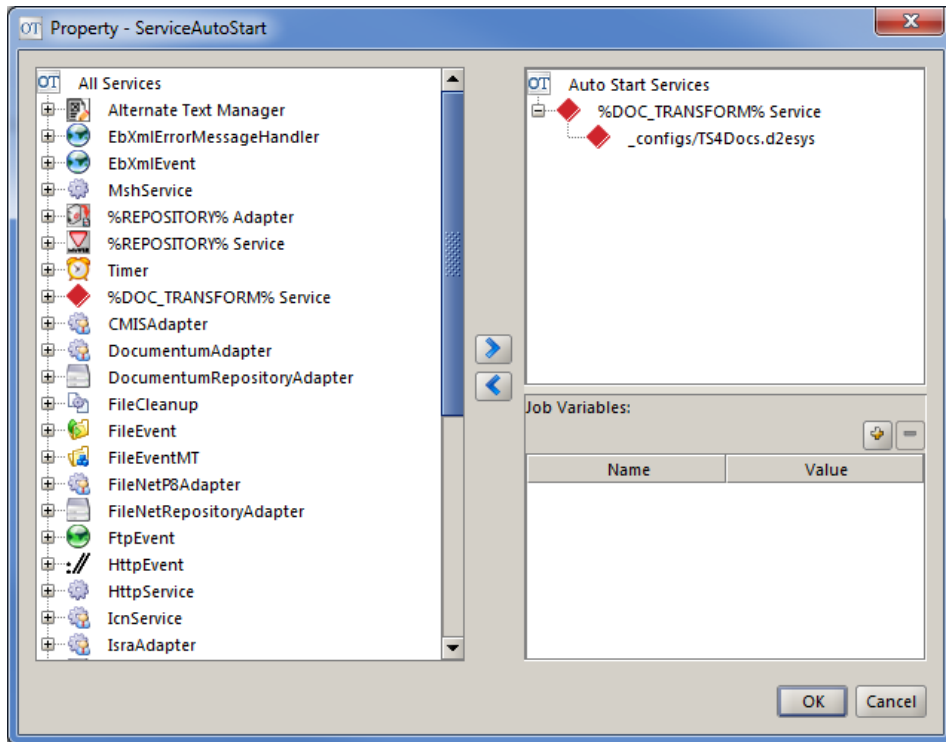 OT Property - ServiceAutoStart
OT All Services
Alternate Text Manager
EbXmlErrorMessageHandler
EbXmlEvent
MshService
%REPOSITORY% Adapter
%REPOSITORY% Service
Timer
%DOC_TRANSFORM% Service
CMISAdapter
DocumentumAdapter
DocumentumRepositoryAdapter
FileCleanup
FileEvent
FileEventMT
FileNetP8Adapter
FileNetRepositoryAdapter
FtpEvent
:// HttpEvent
HttpService
IcnService
IsraAdapter
OT Auto Start Services
%DOC_TRANSFORM% Service
_configs/TS4Docs.d2esys
Job Variables:
Name Value
OK Cancel